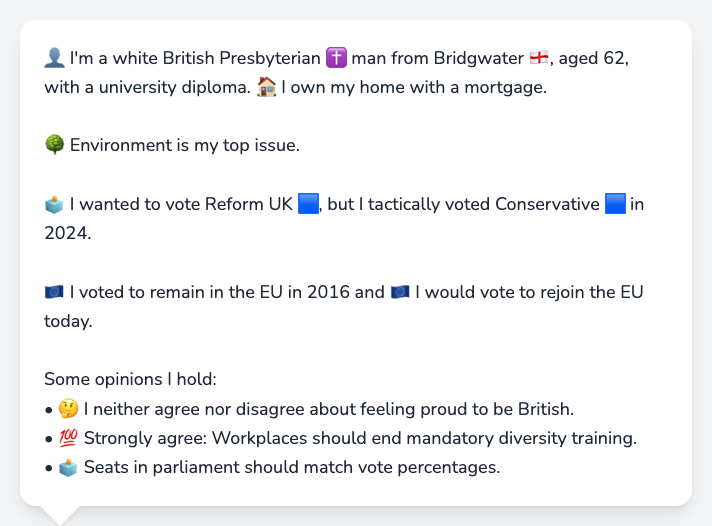 👤 I'm a white British Presbyterian ✝️ man from Bridgwater 🏴󠁧󠁢󠁥󠁮󠁧󠁿, aged 62,
with a university diploma. 🏠 I own my home with a mortgage.
🌳 Environment is my top issue.
🗳️ I wanted to vote Reform UK 🟦, but I tactically voted Conservative 🟦 in
2024.
🇪🇺 I voted to remain in the EU in 2016 and 🇪🇺 I would vote to rejoin the EU
today.
Some opinions I hold:
• 🤔 I neither agree nor disagree about feeling proud to be British.
• 💯 Strongly agree: Workplaces should end mandatory diversity training.
• 🗳️ Seats in parliament should match vote percentages.